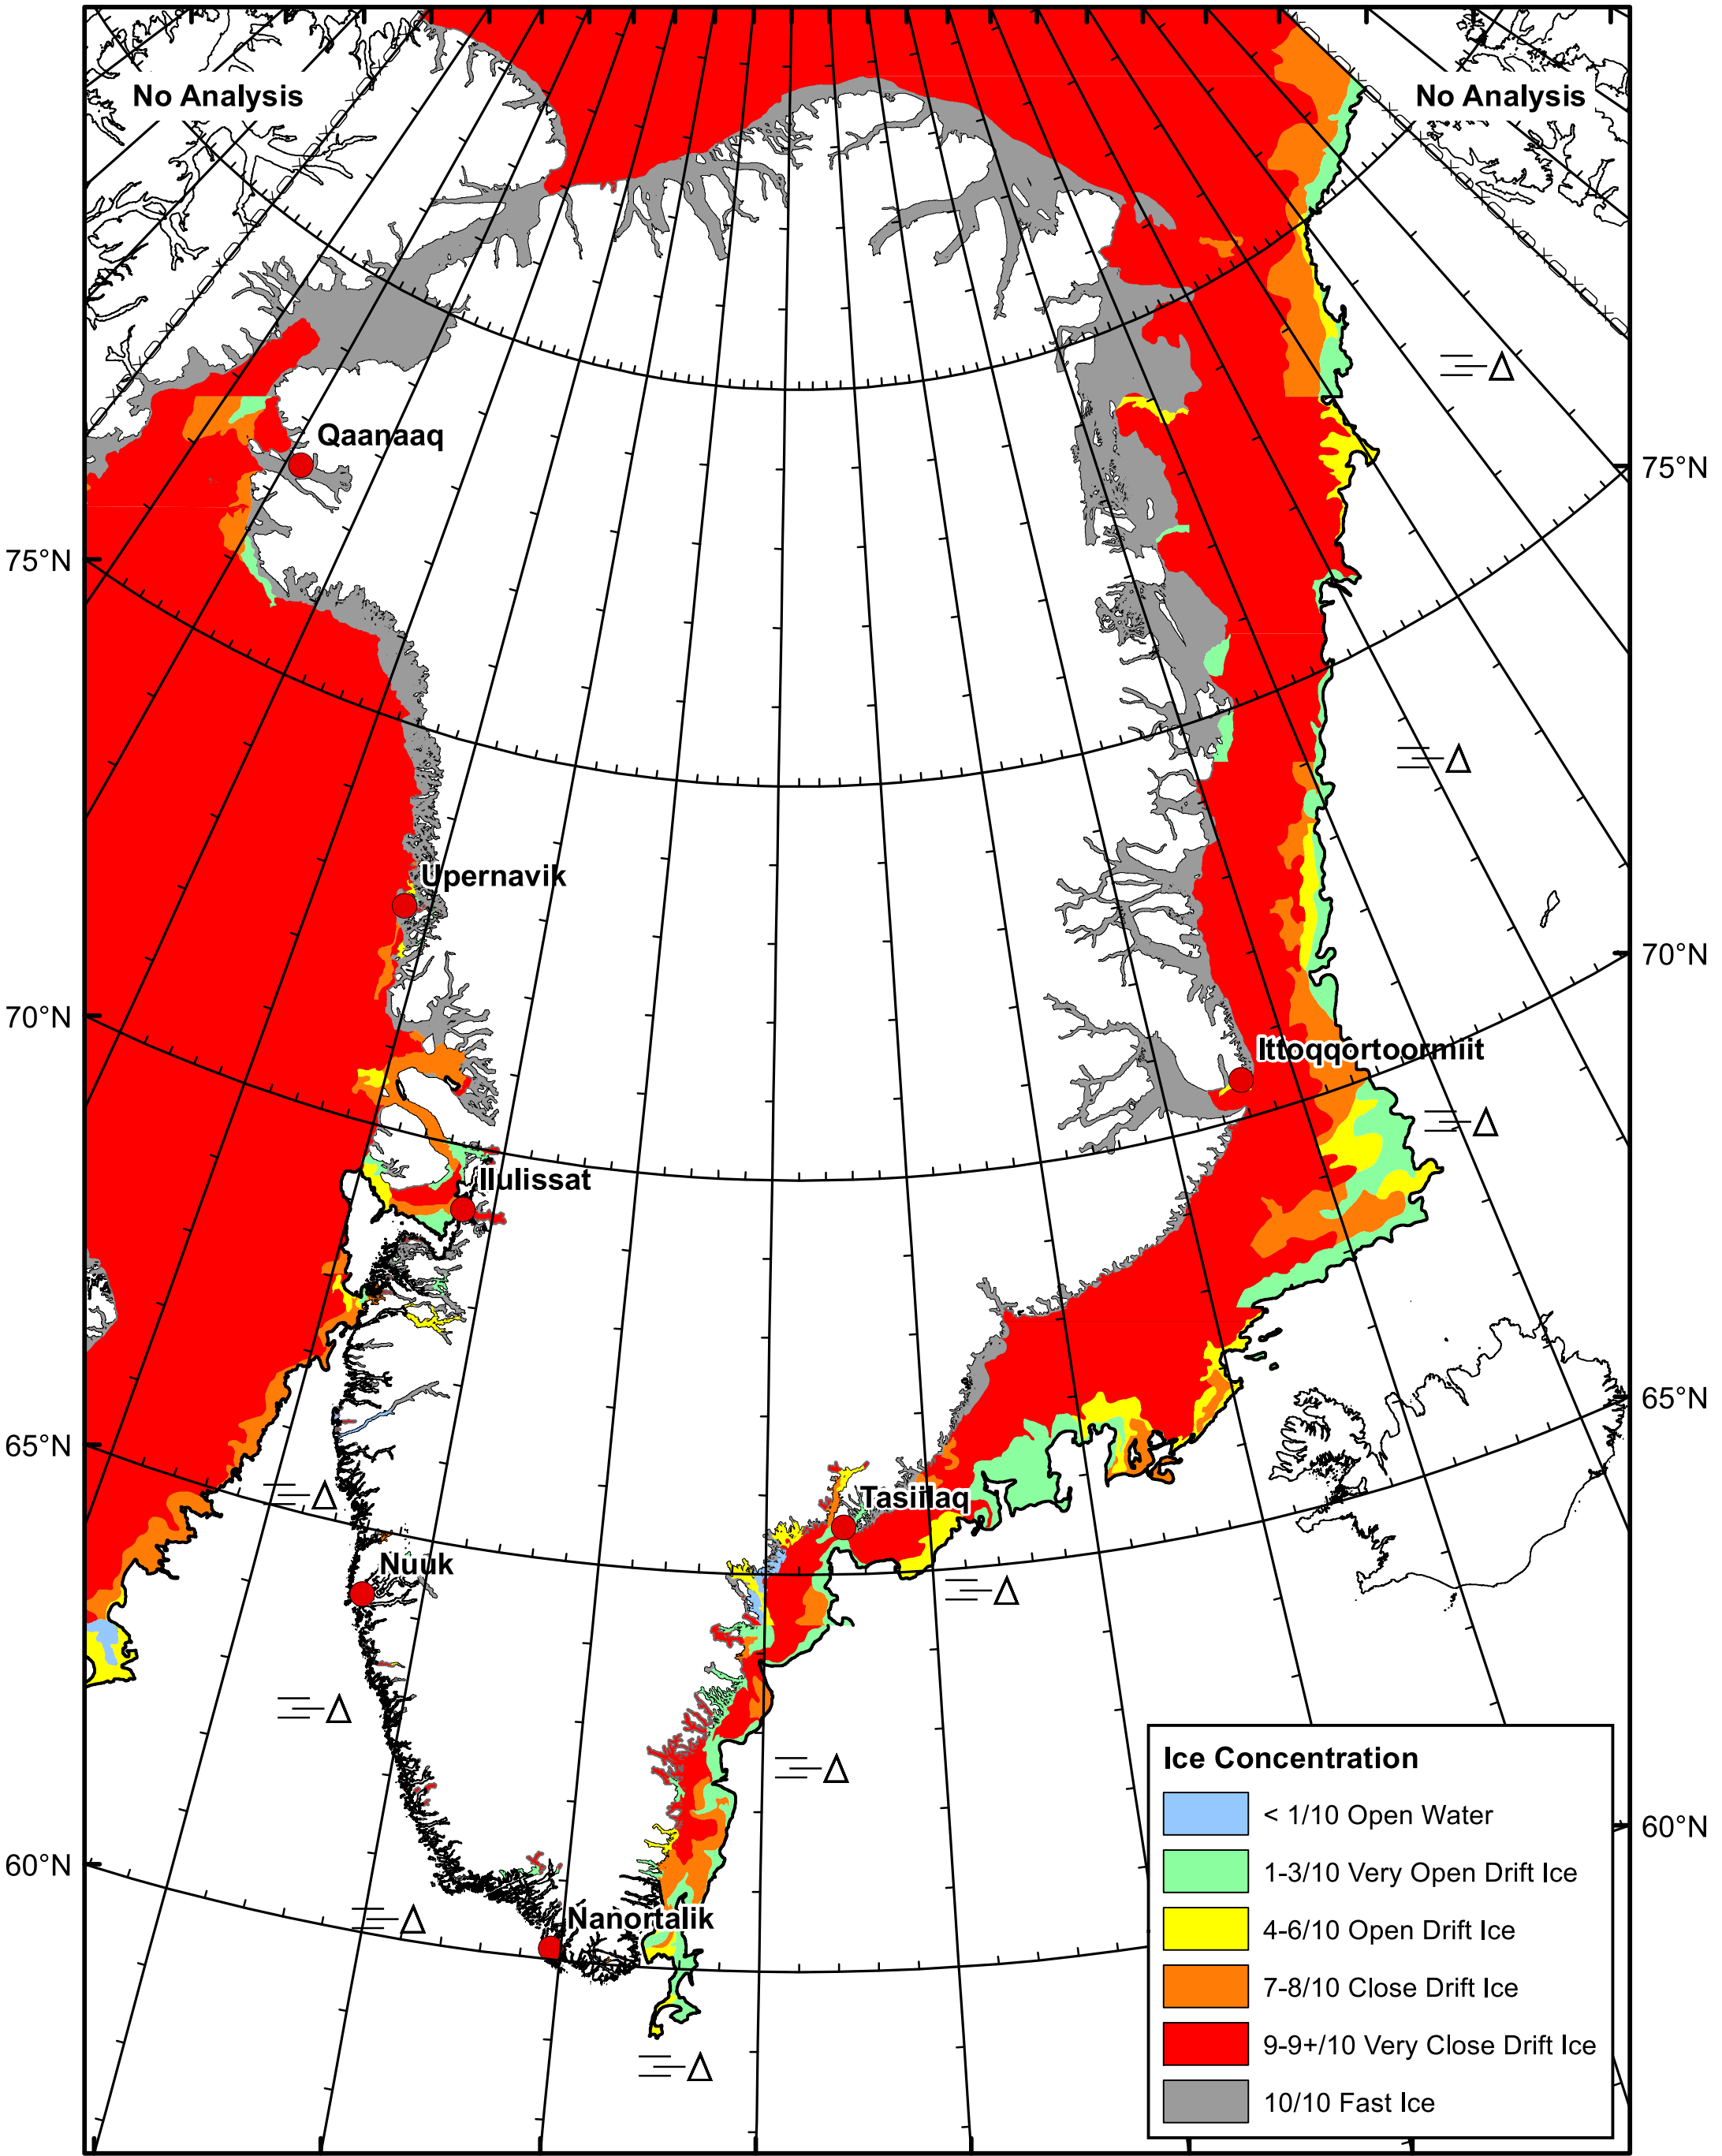 No Analysis
No Analysis
Qaanaaq
75°N
75°N
Upernavik
70°N
70°N
Ittoqqortoormiit
Ilulissat
65°N
65°N
Tasiilaq
Nuuk
60°N
60°N
Nanortalik
Ice Concentration
< 1/10 Open Water
1-3/10 Very Open Drift Ice
4-6/10 Open Drift Ice
7-8/10 Close Drift Ice
9-9+/10 Very Close Drift Ice
10/10 Fast Ice